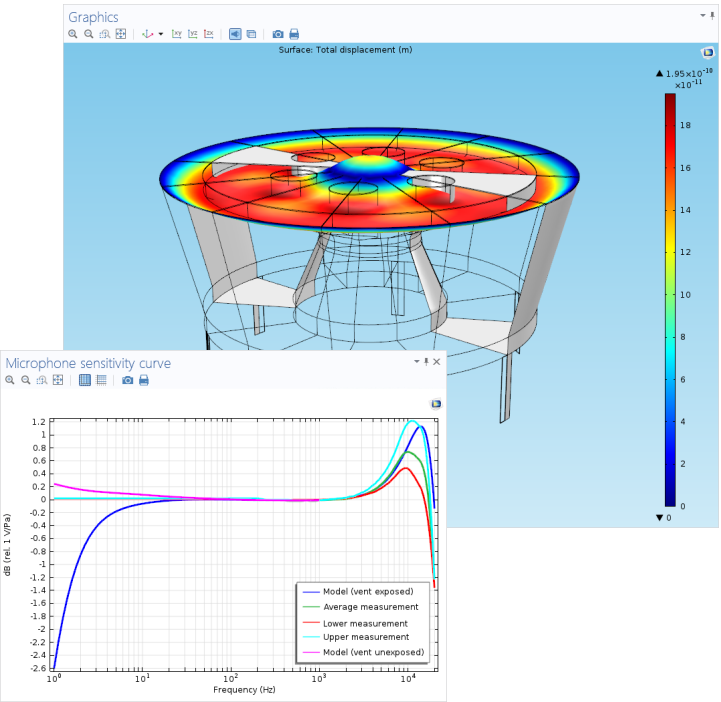 Graphics
xy yz zx
Surface: Total displacement (m)
▲ 1.95×10⁻¹⁰
×10⁻¹¹
18
16
14
12
10
8
6
4
2
0
▼ 0
Microphone sensitivity curve
1.2
1
0.8
0.6
0.4
0.2
0
-0.2
-0.4
-0.6
-0.8
-1
-1.2
-1.4
-1.6
-1.8
-2
-2.2
-2.4
-2.6
dB (rel. 1 V/Pa)
Model (vent exposed)
Average measurement
Lower measurement
Upper measurement
Model (vent unexposed)
10⁰ 10¹ 10² 10³ 10⁴
Frequency (Hz)